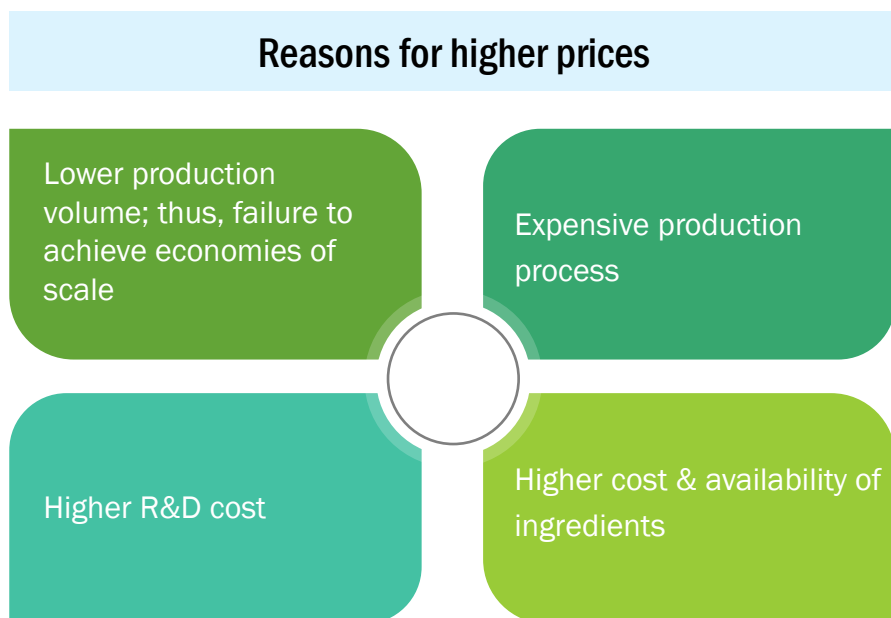 Reasons for higher prices
Lower production
volume; thus, failure to
achieve economies of
scale
Expensive production
process
Higher R&D cost
Higher cost & availability of
ingredients